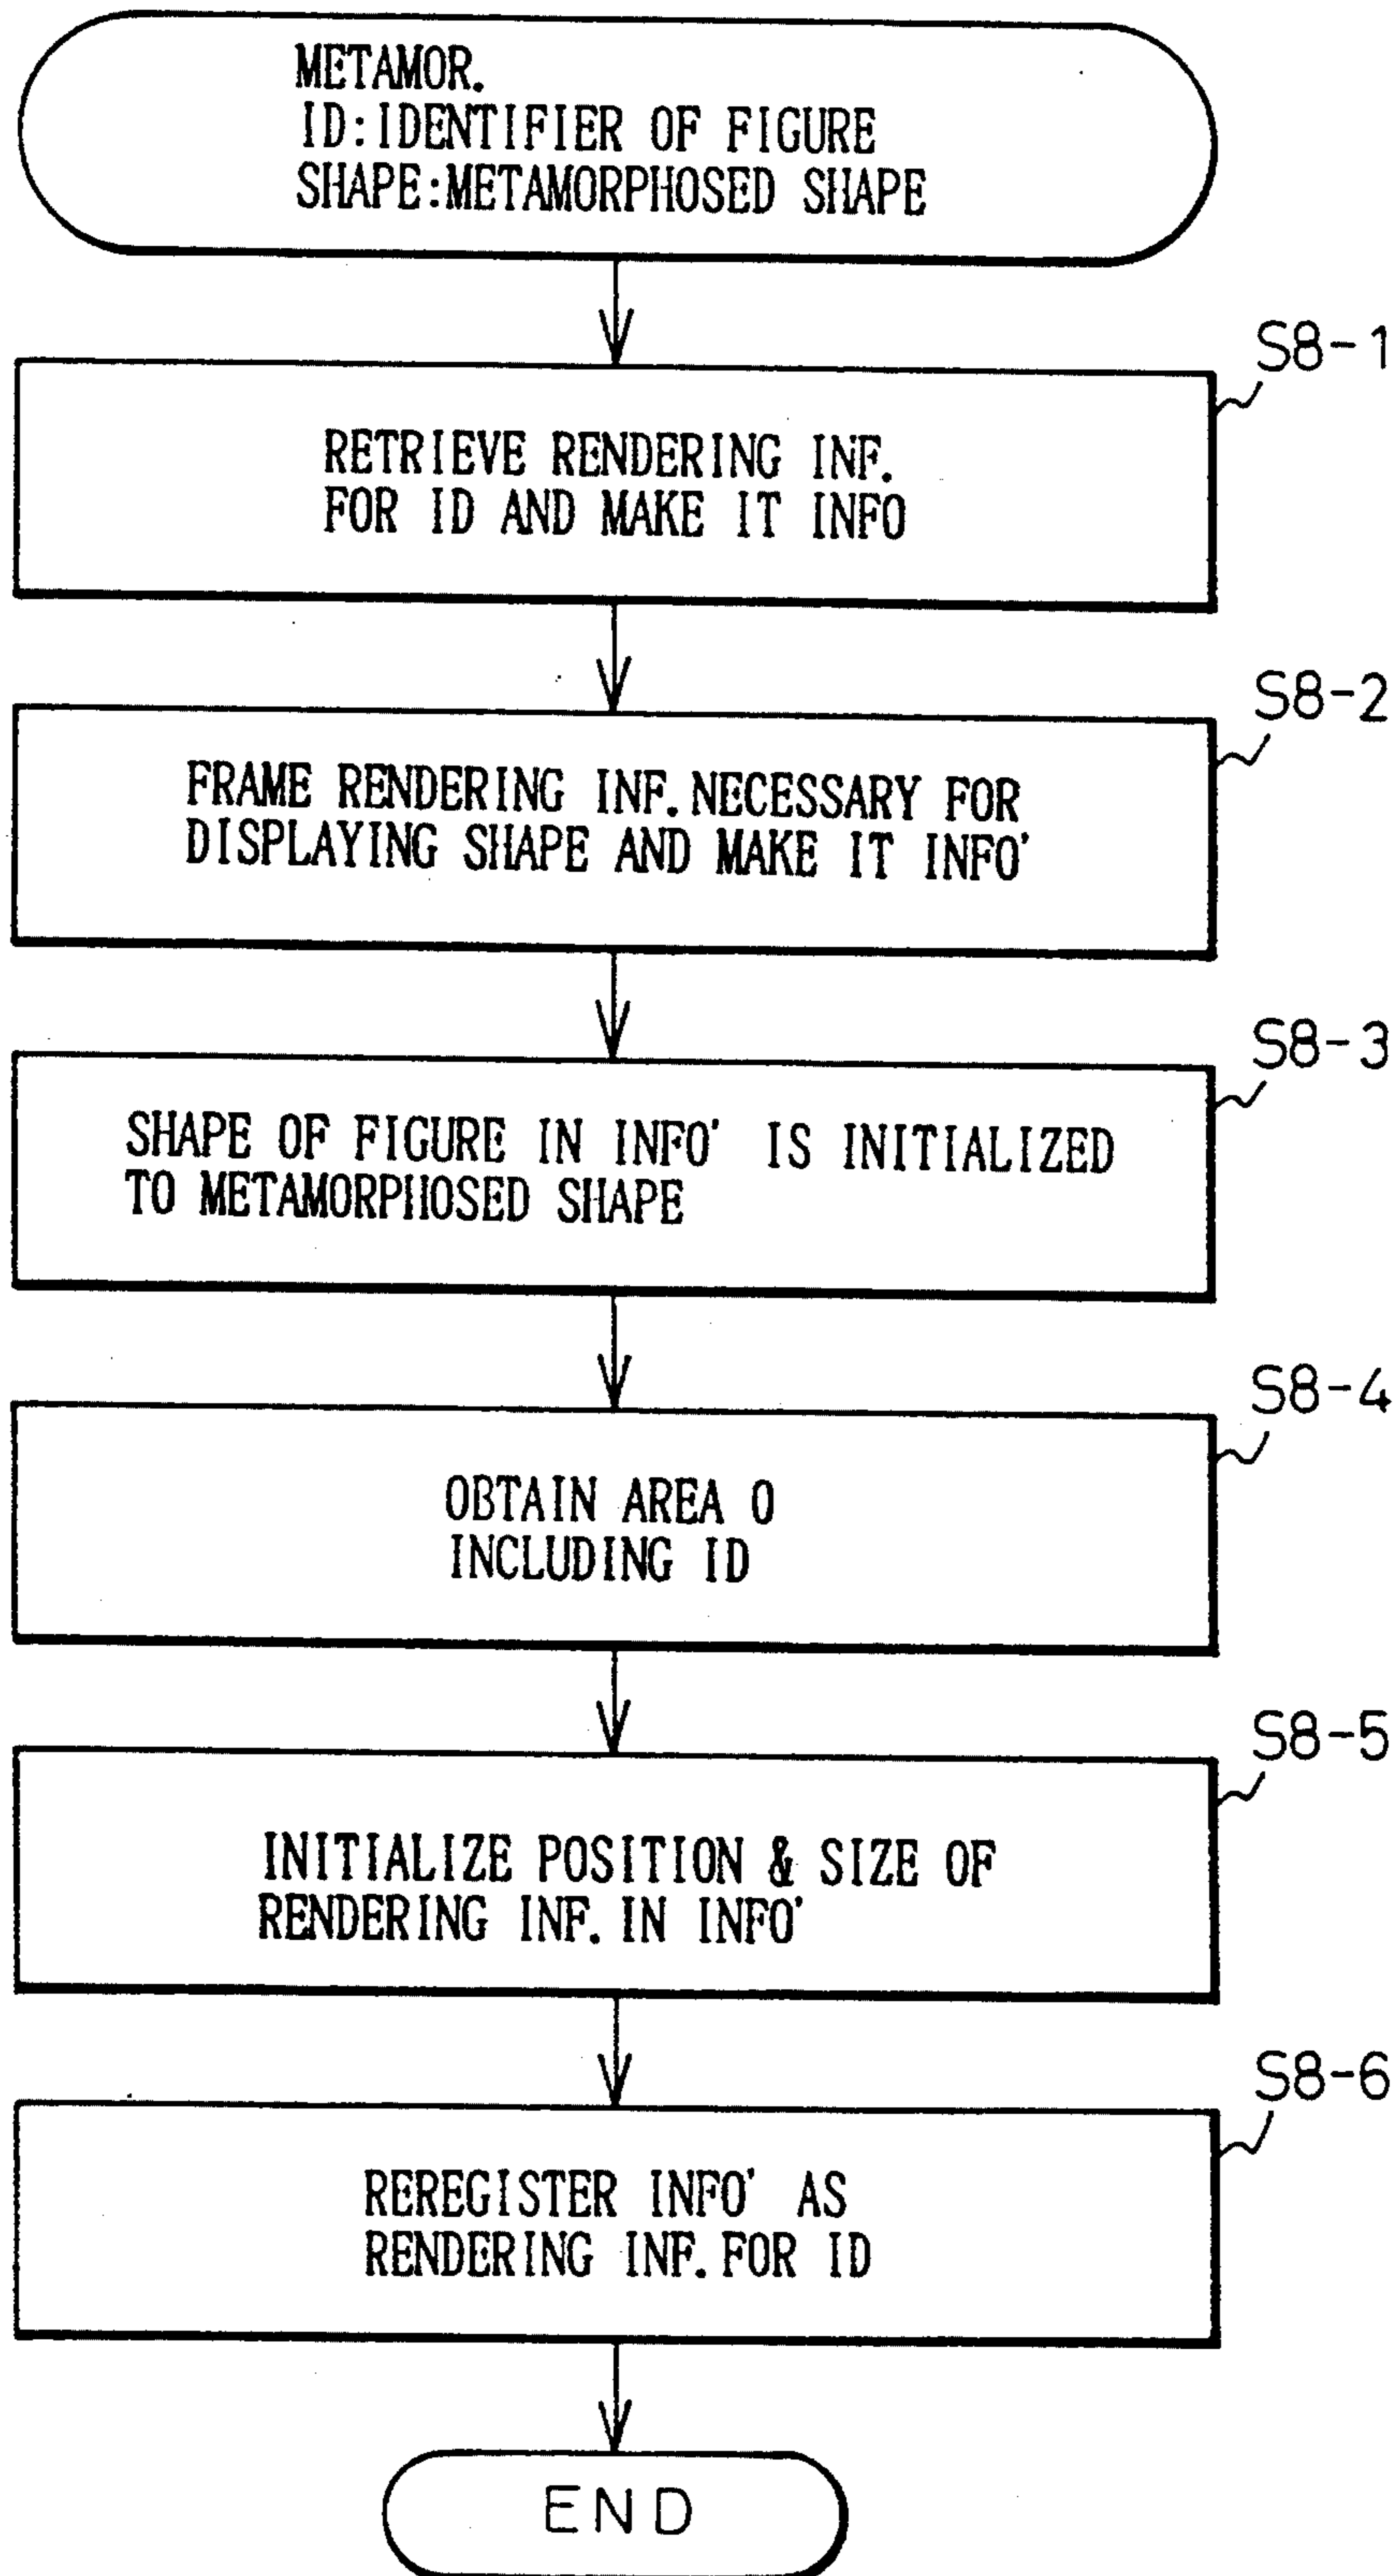 METAMOR.
ID:IDENTIFIER OF FIGURE
SHAPE:METAMORPHOSED SHAPE
S8-1
RETRIEVE RENDERING INF.
FOR ID AND MAKE IT INFO
S8-2
FRAME RENDERING INF. NECESSARY FOR
DISPLAYING SHAPE AND MAKE IT INFO'
S8-3
SHAPE OF FIGURE IN INFO' IS INITIALIZED
TO METAMORPHOSED SHAPE
S8-4
OBTAIN AREA O
INCLUDING ID
S8-5
INITIALIZE POSITION & SIZE OF
RENDERING INF. IN INFO'
S8-6
REREGISTER INFO' AS
RENDERING INF. FOR ID
END